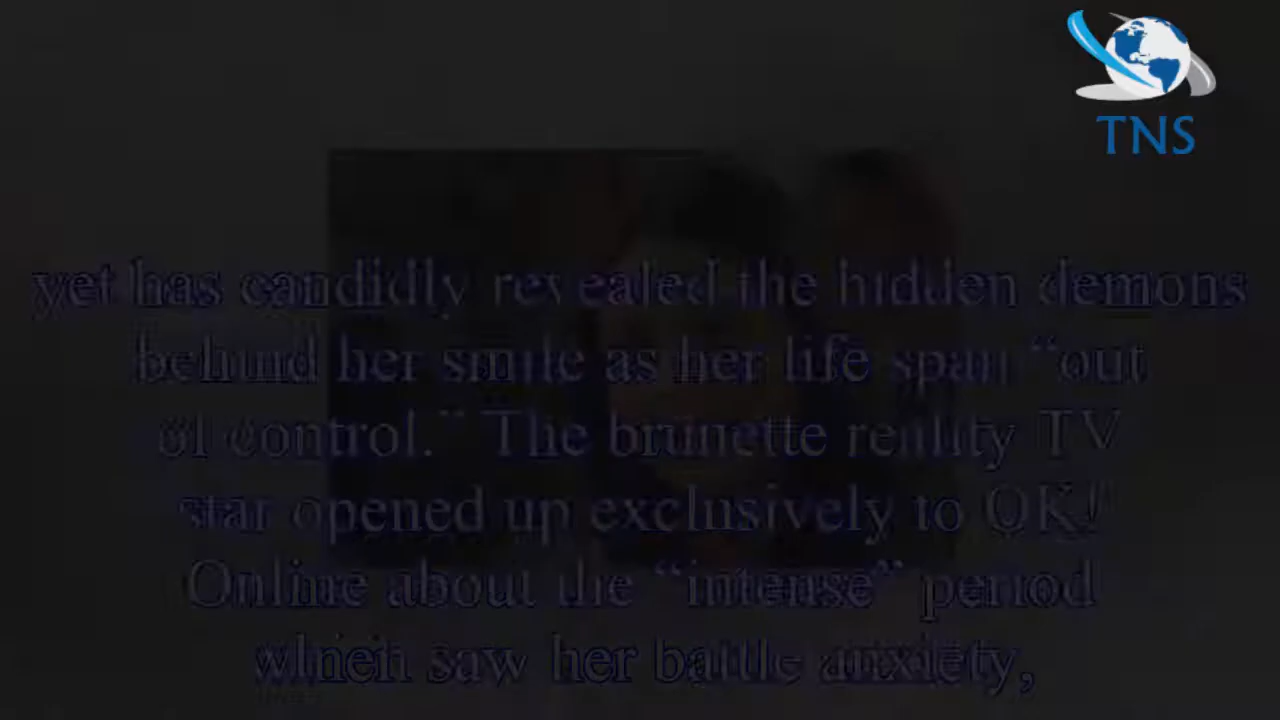 TNS
yet has candidly revealed the hidden demons
behind her smile as her life span “out
of control.” The brunette reality TV
star opened up exclusively to OK!
Online about the “intense” period
which saw her battle anxiety,